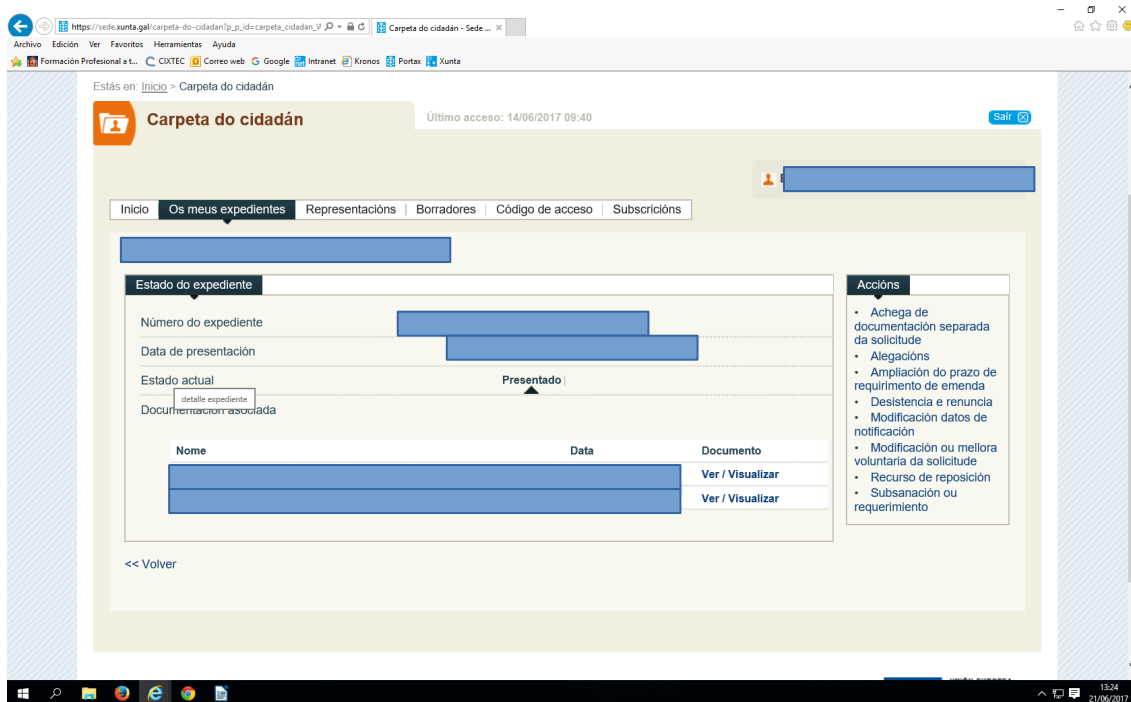 https://sede.xunta.gal/carpeta-do-cidadan?p_p_id=carpeta_cidadan_V
Carpeta do cidadán - Sede ...
Archivo Edición Ver Favoritos Herramientas Ayuda
Formación Profesional a t... CIXTEC Correo web Google Intranet Kronos Portax Xunta
Estás en: Inicio > Carpeta do cidadán
Carpeta do cidadán
Último acceso: 14/06/2017 09:40
Saír
Inicio
Os meus expedientes
Representacións
Borradores
Código de acceso
Subscricións
Estado do expediente
Número do expediente
Data de presentación
Estado actual
Presentado
detalle expediente
Documentación asociada
Nome
Data
Documento
Ver / Visualizar
Ver / Visualizar
<< Volver
Accións
• Achega de
documentación separada
da solicitude
• Alegacións
• Ampliación do prazo de
requirimento de emenda
• Desistencia e renuncia
• Modificación datos de
notificación
• Modificación ou mellora
voluntaria da solicitude
• Recurso de reposición
• Subsanación ou
requerimiento
13:24
21/06/2017